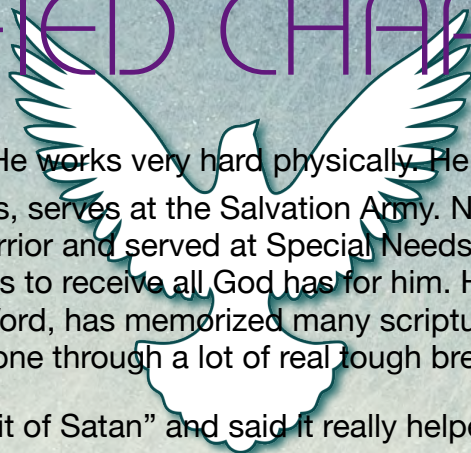 HED CHA
He works very hard physically. He
s, serves at the Salvation Army. N
rrior and served at Special Needs
s to receive all God has for him. H
ord, has memorized many scriptu
one through a lot of real tough bre
it of Satan” and said it really helpe